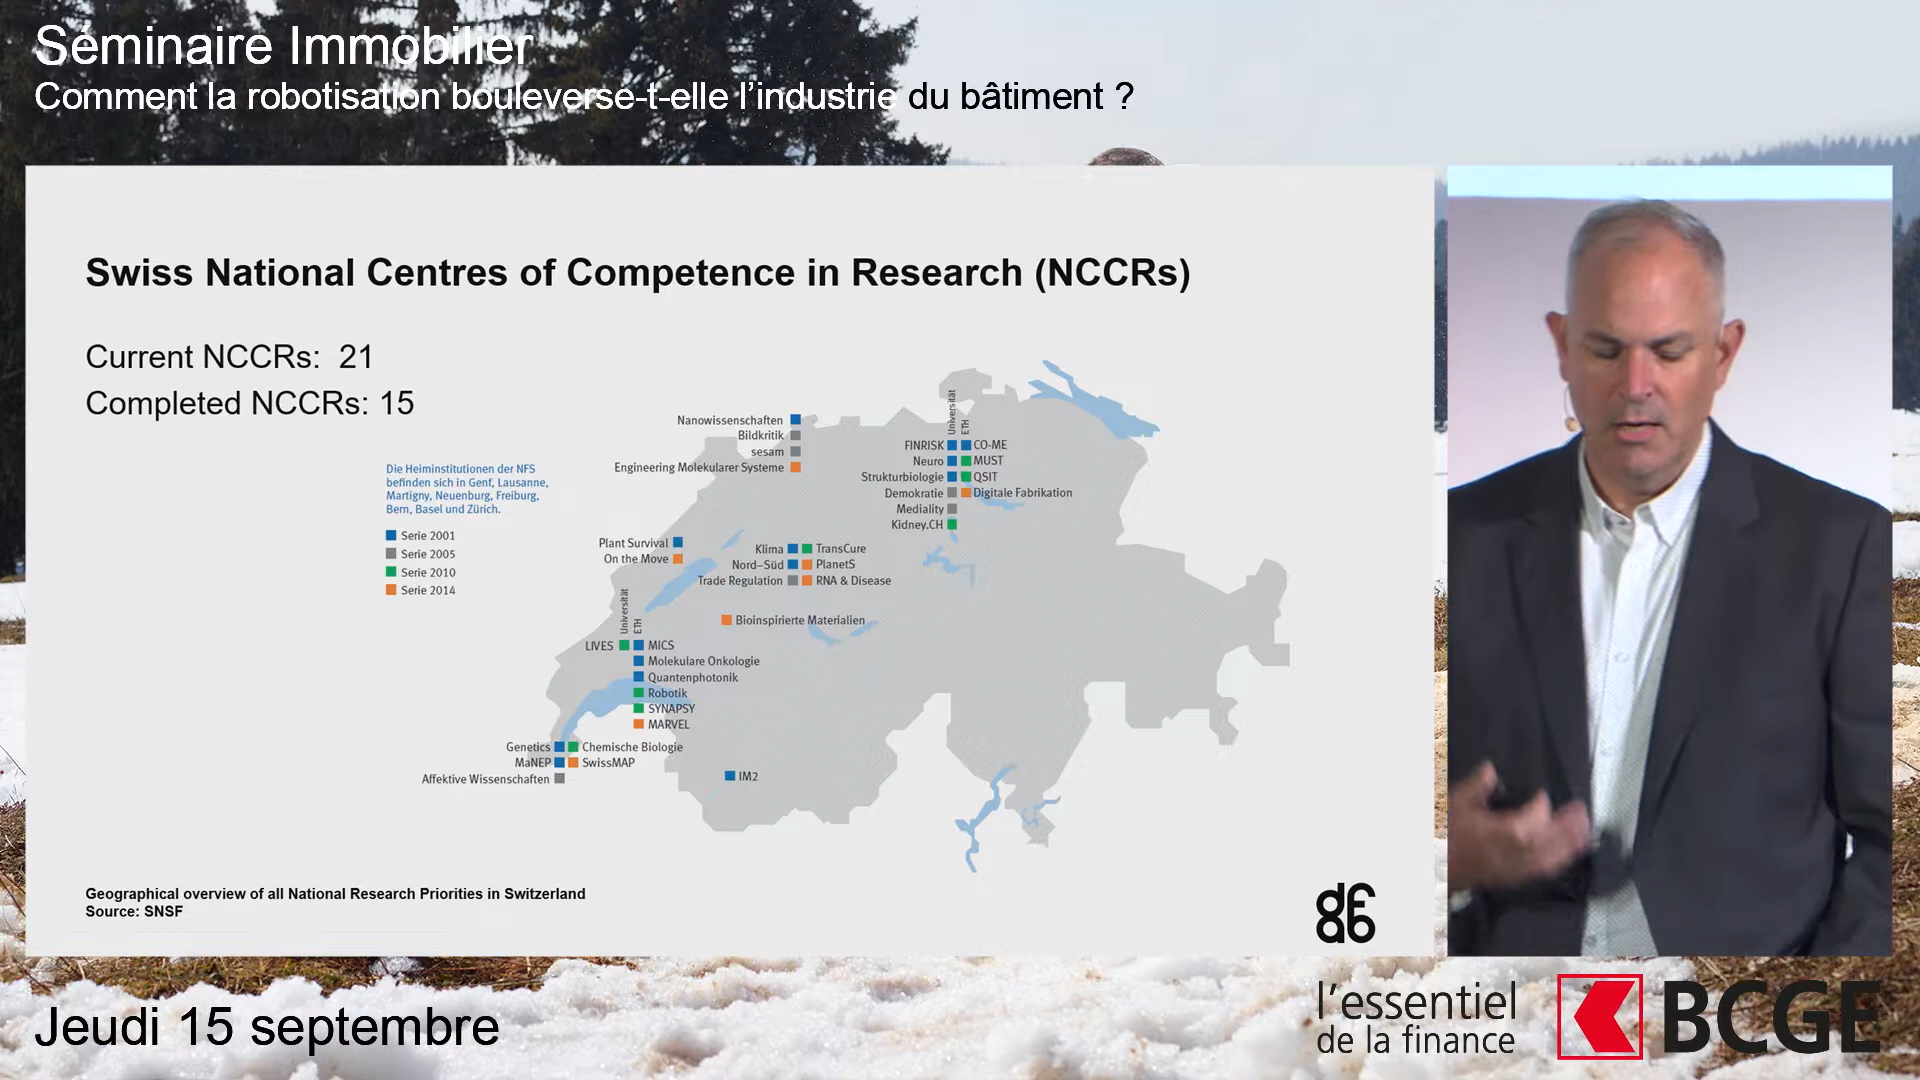 Séminaire Immobilier
Comment la robotisation bouleverse-t-elle l'industrie du bâtiment ?
Swiss National Centres of Competence in Research (NCCRs)
Current NCCRs: 21
Completed NCCRs: 15
Die Heiminstitutionen der NFS
befinden sich in Genf, Lausanne,
Martigny, Neuenburg, Freiburg,
Bern, Basel und Zürich.
Serie 2001
Serie 2005
Serie 2010
Serie 2014
Nanowissenschaften
Bildkritik
sesam
Engineering Molekularer Systeme
Universität
ETH
FINRISK CO-ME
Neuro MUST
Strukturbiologie QSIT
Demokratie Digitale Fabrikation
Mediality
Kidney.CH
Plant Survival
On the Move
Klima TransCure
Nord–Süd PlanetS
Trade Regulation RNA & Disease
Bioinspirierte Materialien
Universität
ETH
LIVES MICS
Molekulare Onkologie
Quantenphotonik
Robotik
SYNAPSY
MARVEL
Genetics Chemische Biologie
MaNEP SwissMAP
Affektive Wissenschaften
IM2
Geographical overview of all National Research Priorities in Switzerland
Source: SNSF
dfab
Jeudi 15 septembre
l'essentiel
de la finance
BCGE